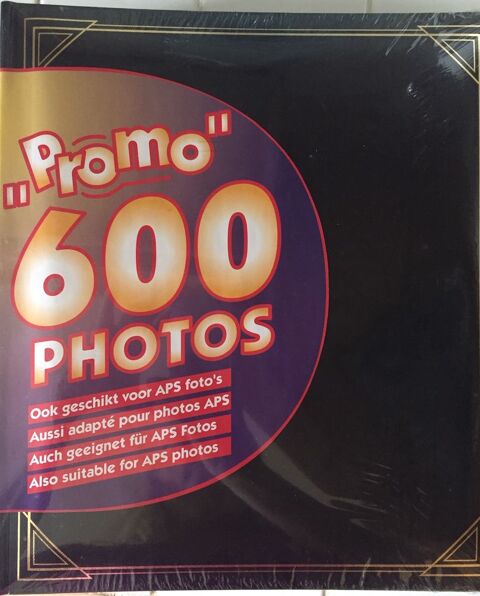 "Promo"
600
PHOTOS
Ook geschikt voor APS foto's
Aussi adapté pour photos APS
Auch geeignet für APS Fotos
Also suitable for APS photos